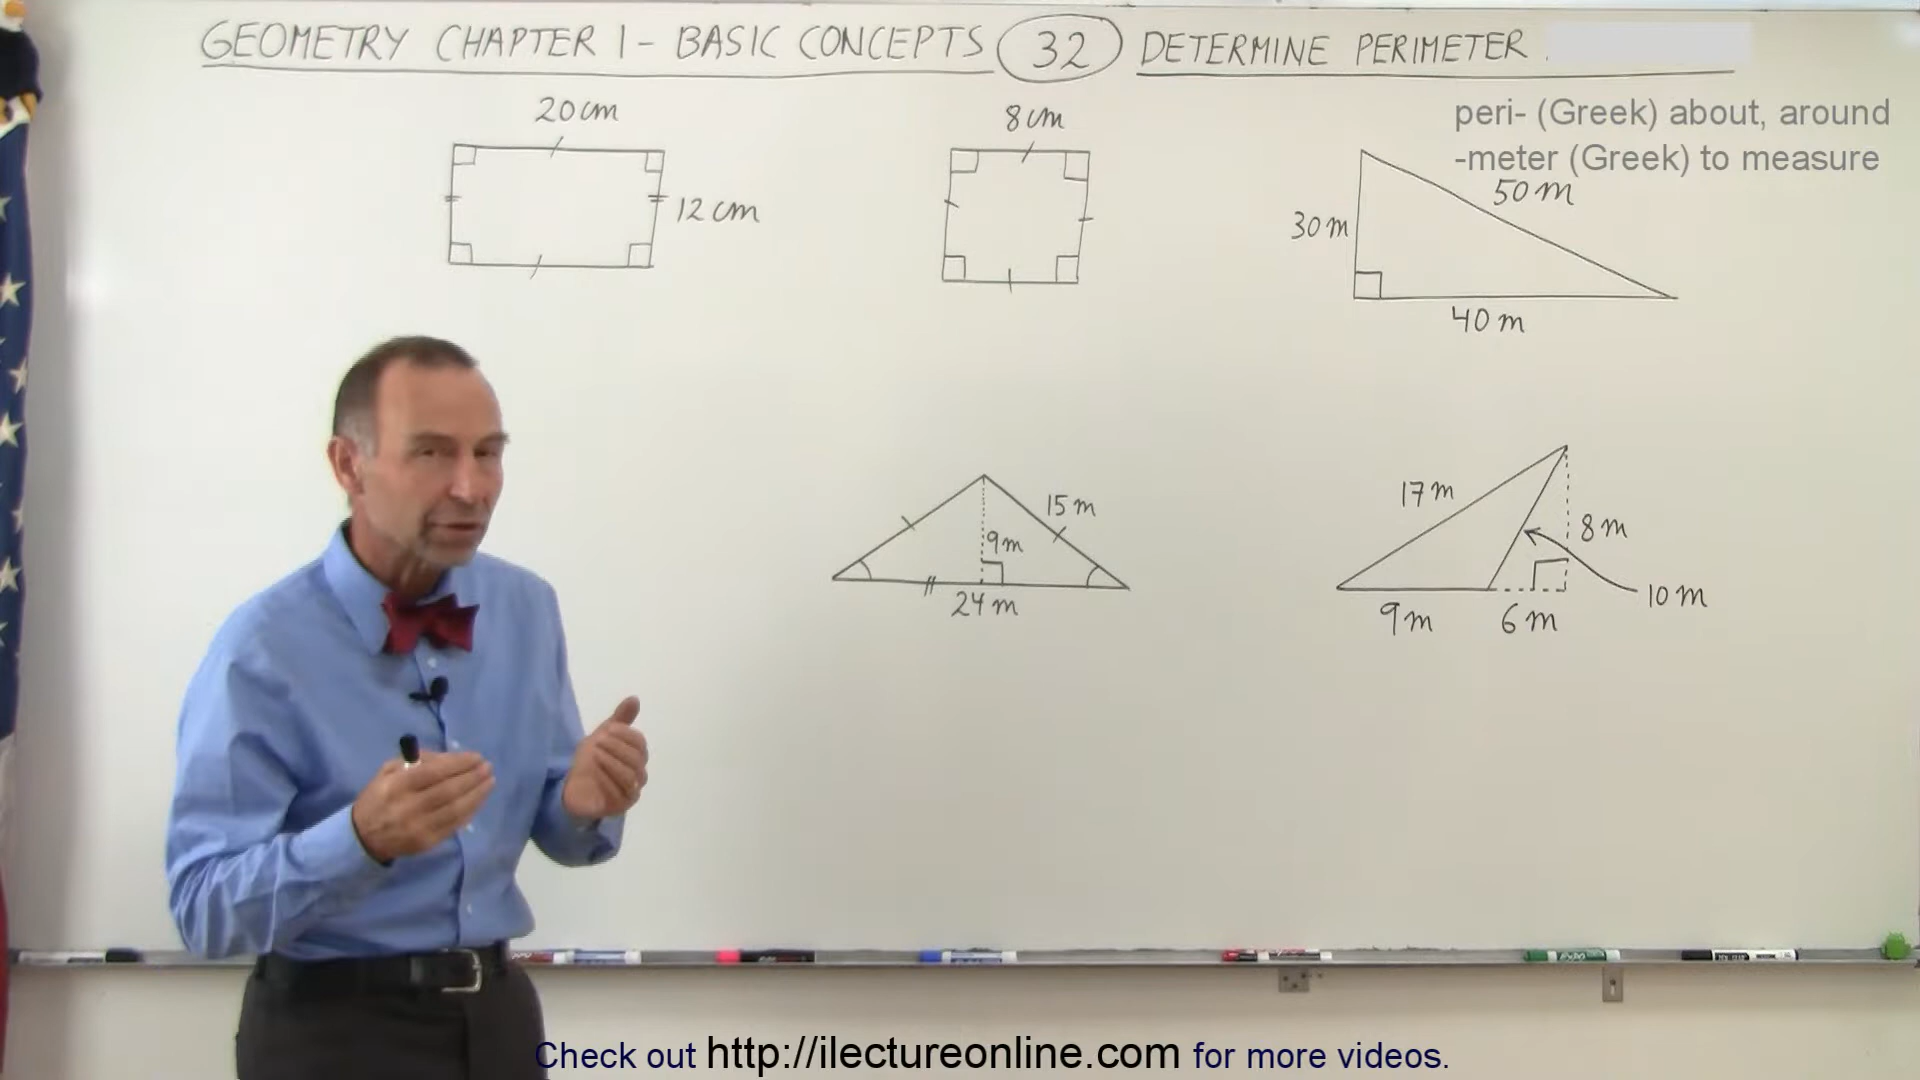 GEOMETRY CHAPTER 1 - BASIC CONCEPTS 32 DETERMINE PERIMETER
peri- (Greek) about, around
-meter (Greek) to measure
20 cm
12 cm
8 cm
50 m
30 m
40 m
15 m
9 m
24 m
17 m
8 m
10 m
9 m
6 m
Check out http://ilectureonline.com for more videos.